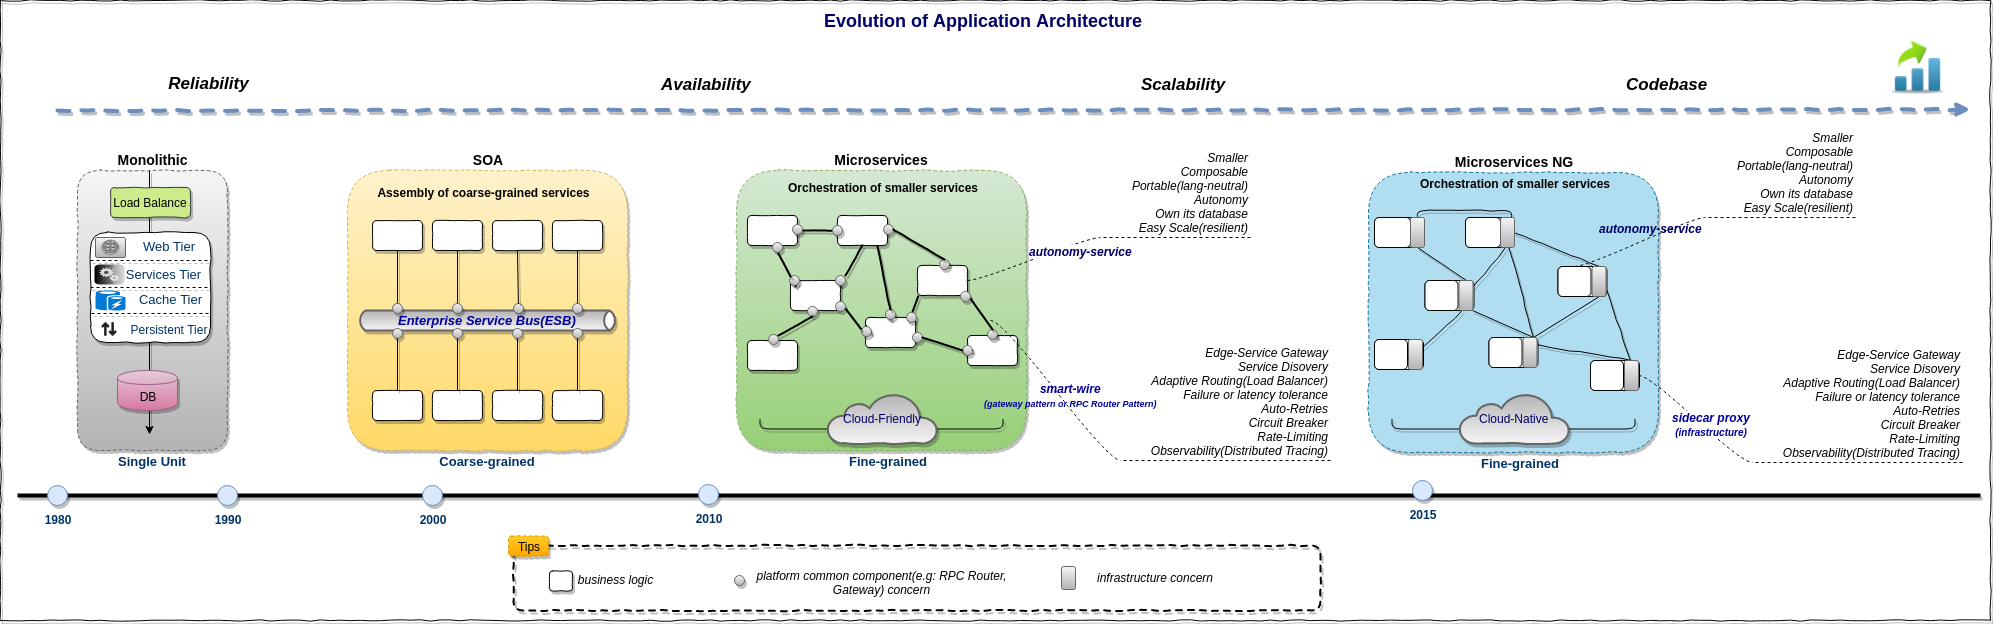 Evolution of Application Architecture
Reliability
Availability
Scalability
Codebase
Monolithic
Load Balance
Web Tier
Services Tier
Cache Tier
Persistent Tier
DB
Single Unit
SOA
Assembly of coarse-grained services
Enterprise Service Bus(ESB)
Coarse-grained
Microservices
Orchestration of smaller services
Cloud-Friendly
Fine-grained
Smaller
Composable
Portable(lang-neutral)
Autonomy
Own its database
Easy Scale(resilient)
autonomy-service
smart-wire
(gateway pattern or RPC Router Pattern)
Edge-Service Gateway
Service Disovery
Adaptive Routing(Load Balancer)
Failure or latency tolerance
Auto-Retries
Circuit Breaker
Rate-Limiting
Observability(Distributed Tracing)
Microservices NG
Orchestration of smaller services
Cloud-Native
Fine-grained
Smaller
Composable
Portable(lang-neutral)
Autonomy
Own its database
Easy Scale(resilient)
autonomy-service
sidecar proxy
(infrastructure)
Edge-Service Gateway
Service Disovery
Adaptive Routing(Load Balancer)
Failure or latency tolerance
Auto-Retries
Circuit Breaker
Rate-Limiting
Observability(Distributed Tracing)
1980
1990
2000
2010
2015
Tips
business logic
platform common component(e.g: RPC Router,
Gateway) concern
infrastructure concern